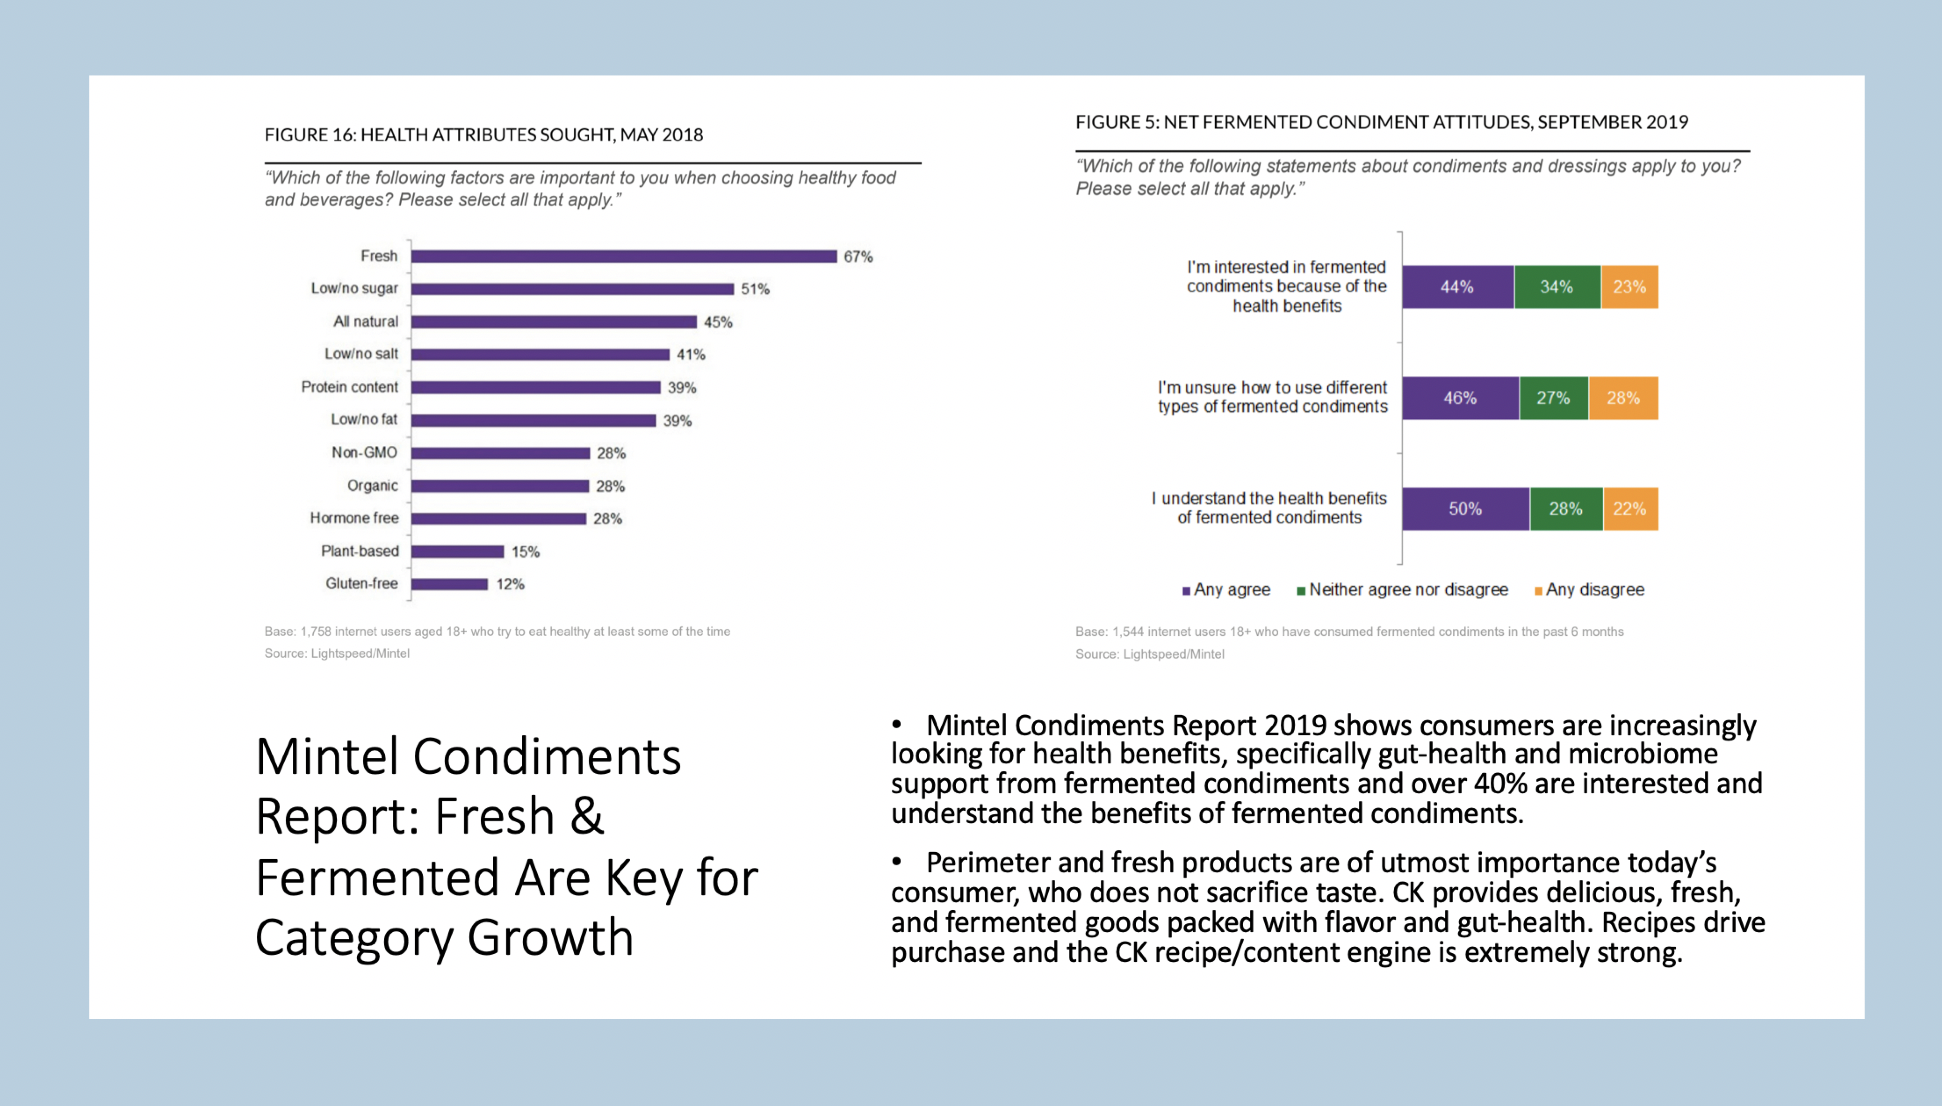 FIGURE 16: HEALTH ATTRIBUTES SOUGHT, MAY 2018
“Which of the following factors are important to you when choosing healthy food
and beverages? Please select all that apply.”
Fresh 67%
Low/no sugar 51%
All natural 45%
Low/no salt 41%
Protein content 39%
Low/no fat 39%
Non-GMO 28%
Organic 28%
Hormone free 28%
Plant-based 15%
Gluten-free 12%
Base: 1,758 internet users aged 18+ who try to eat healthy at least some of the time
Source: Lightspeed/Mintel
FIGURE 5: NET FERMENTED CONDIMENT ATTITUDES, SEPTEMBER 2019
“Which of the following statements about condiments and dressings apply to you?
Please select all that apply.”
I'm interested in fermented
condiments because of the
health benefits
44% 34% 23%
I'm unsure how to use different
types of fermented condiments
46% 27% 28%
I understand the health benefits
of fermented condiments
50% 28% 22%
Any agree Neither agree nor disagree Any disagree
Base: 1,544 internet users 18+ who have consumed fermented condiments in the past 6 months
Source: Lightspeed/Mintel
Mintel Condiments
Report: Fresh &
Fermented Are Key for
Category Growth
• Mintel Condiments Report 2019 shows consumers are increasingly
looking for health benefits, specifically gut-health and microbiome
support from fermented condiments and over 40% are interested and
understand the benefits of fermented condiments.
• Perimeter and fresh products are of utmost importance today’s
consumer, who does not sacrifice taste. CK provides delicious, fresh,
and fermented goods packed with flavor and gut-health. Recipes drive
purchase and the CK recipe/content engine is extremely strong.